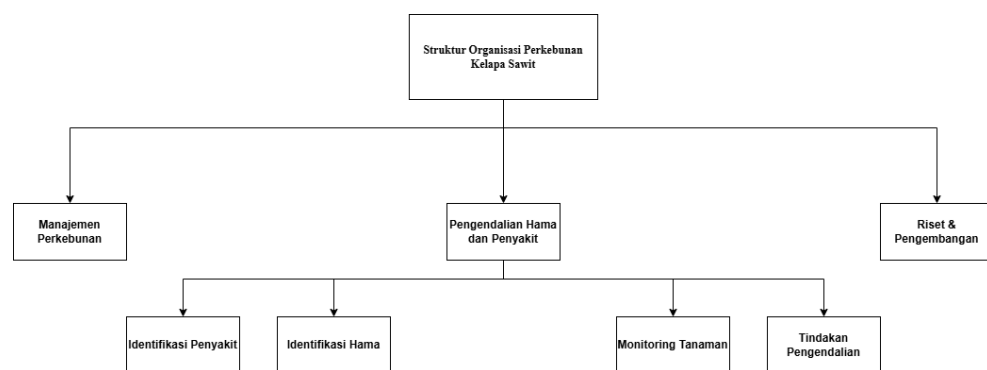 Struktur Organisasi Perkebunan
Kelapa Sawit
Manajemen
Perkebunan
Pengendalian Hama
dan Penyakit
Riset &
Pengembangan
Identifikasi Penyakit
Identifikasi Hama
Monitoring Tanaman
Tindakan
Pengendalian